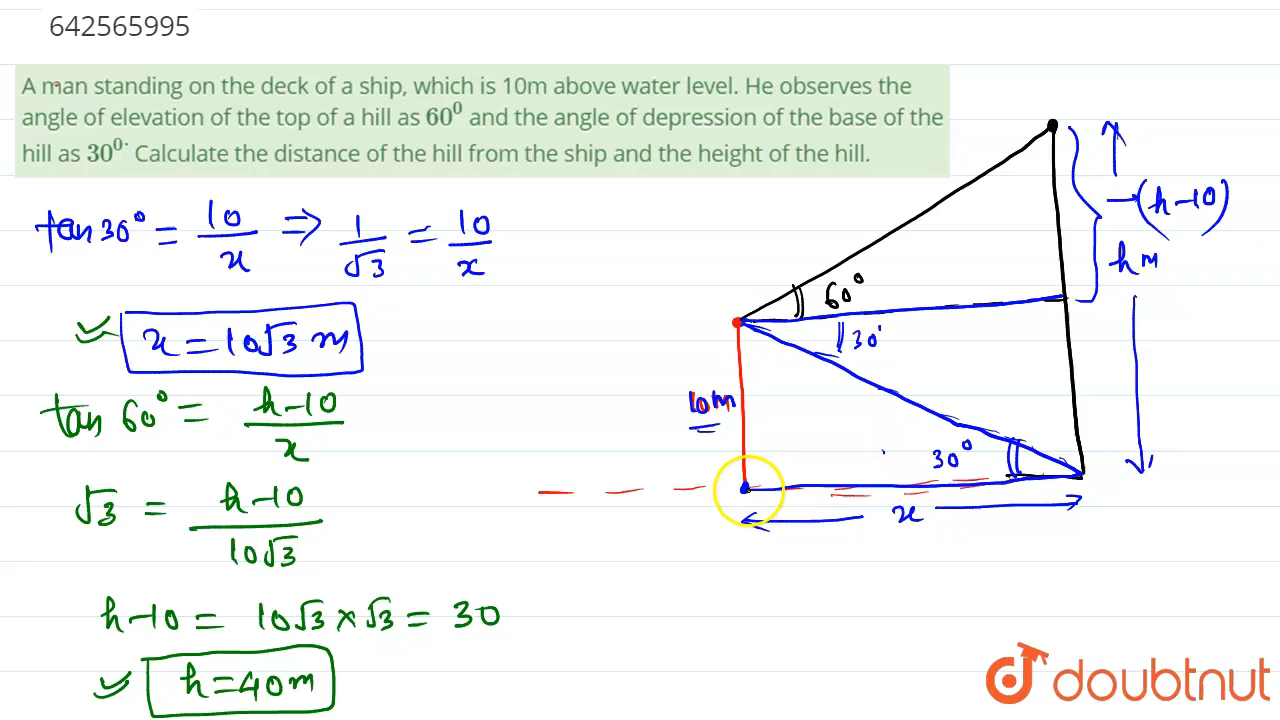 642565995
A man standing on the deck of a ship, which is 10m above water level. He observes the
angle of elevation of the top of a hill as 60⁰ and the angle of depression of the base of the
hill as 30⁰· Calculate the distance of the hill from the ship and the height of the hill.
tan 30° = 10/x ⇒ 1/√3 = 10/x
x = 10√3 m
tan 60° = h-10/x
√3 = h-10/10√3
h-10 = 10√3 × √3 = 30
h = 40m
(h-10)
h m
60°
30°
10m
30°
x
doubtnut